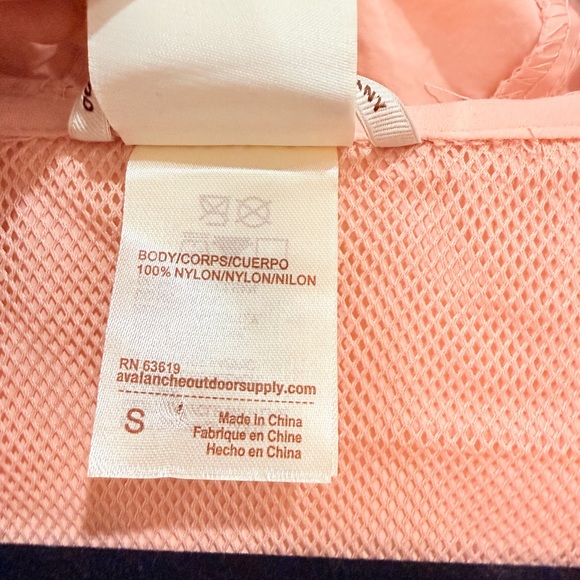 ANY
BODY/CORPS/CUERPO
100% NYLON/NYLON/NILON
RN 63619
avalancheoutdoorsupply.com
S
Made in China
Fabrique en Chine
Hecho en China